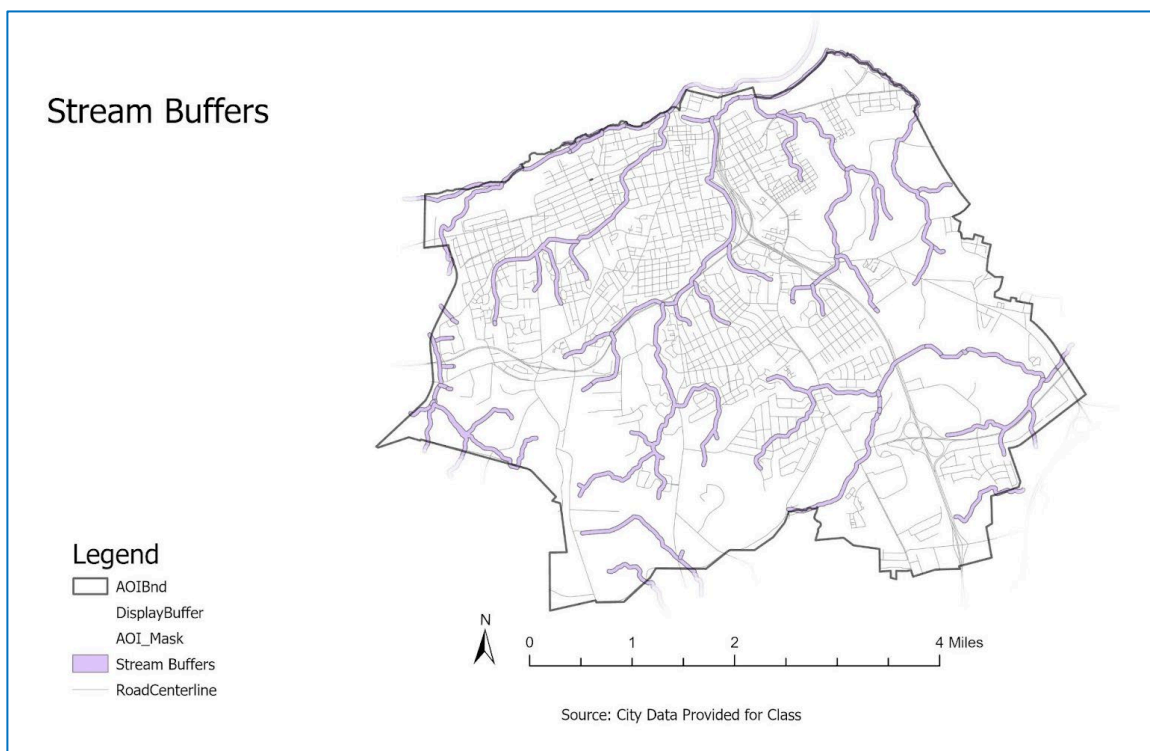 Stream Buffers
Legend
AOIBnd
DisplayBuffer
AOI_Mask
Stream Buffers
RoadCenterline
N
0 1 2 4 Miles
Source: City Data Provided for Class